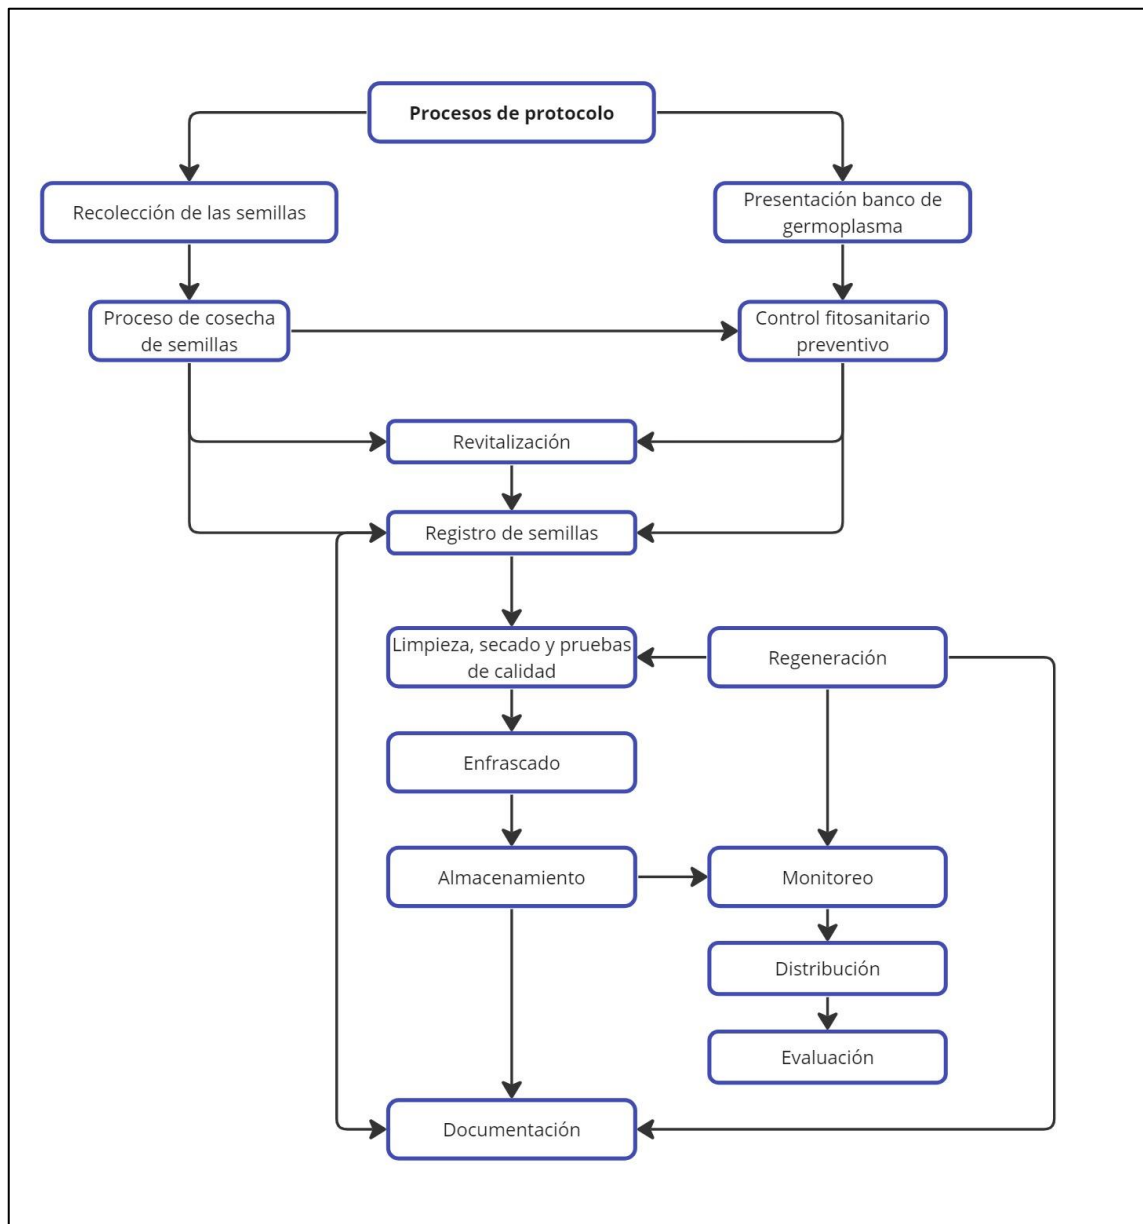 Procesos de protocolo
Recolección de las semillas
Presentación banco de
germoplasma
Proceso de cosecha
de semillas
Control fitosanitario
preventivo
Revitalización
Registro de semillas
Limpieza, secado y pruebas
de calidad
Regeneración
Enfrascado
Almacenamiento
Monitoreo
Distribución
Evaluación
Documentación